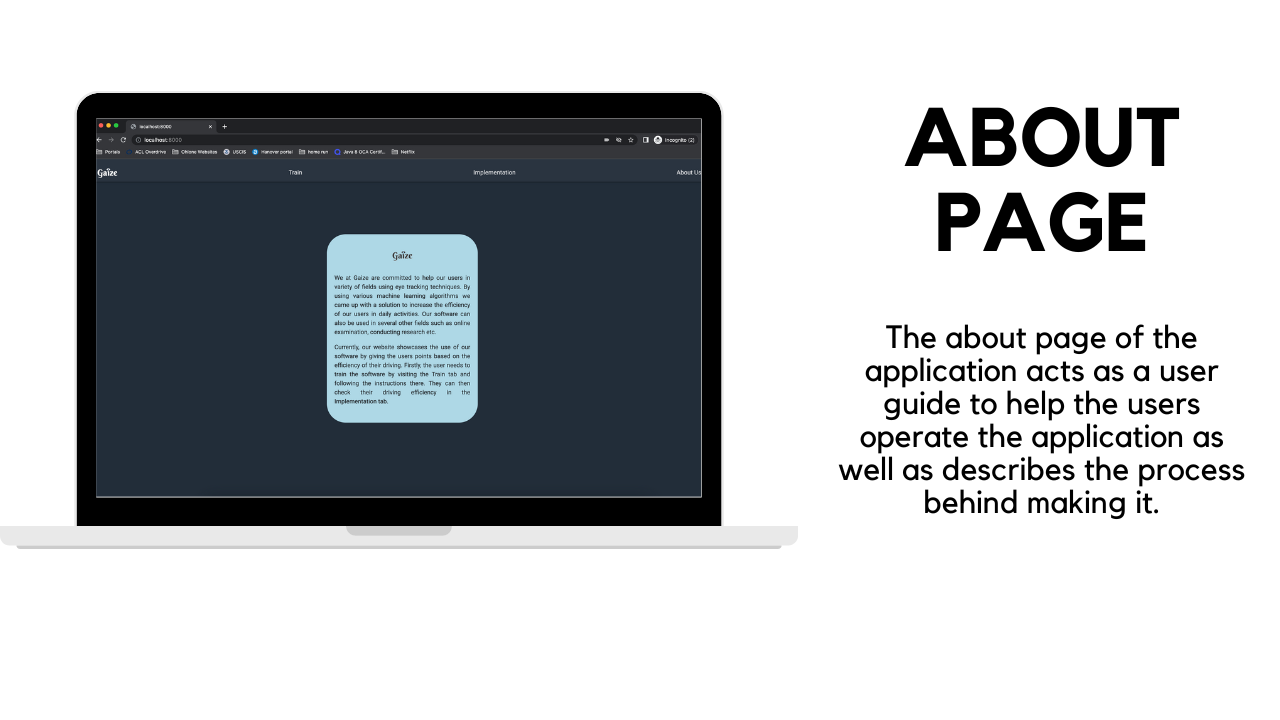 localhost:8000
localhost:8000
Incognito (2)
Portals
ACL Overdrive
Ohlone Websites
USCIS
Hanover portal
home run
Java 8 OCA Certif...
Netflix
Gaïze
Train
Implementation
About Us
Gaïze
We at Gaize are committed to help our users in
variety of fields using eye tracking techniques. By
using various machine learning algorithms we
came up with a solution to increase the efficiency
of our users in daily activities. Our software can
also be used in several other fields such as online
examination, conducting research etc.
Currently, our website showcases the use of our
software by giving the users points based on the
efficiency of their driving. Firstly, the user needs to
train the software by visiting the Train tab and
following the instructions there. They can then
check their driving efficiency in the
Implementation tab.
ABOUT
PAGE
The about page of the
application acts as a user
guide to help the users
operate the application as
well as describes the process
behind making it.